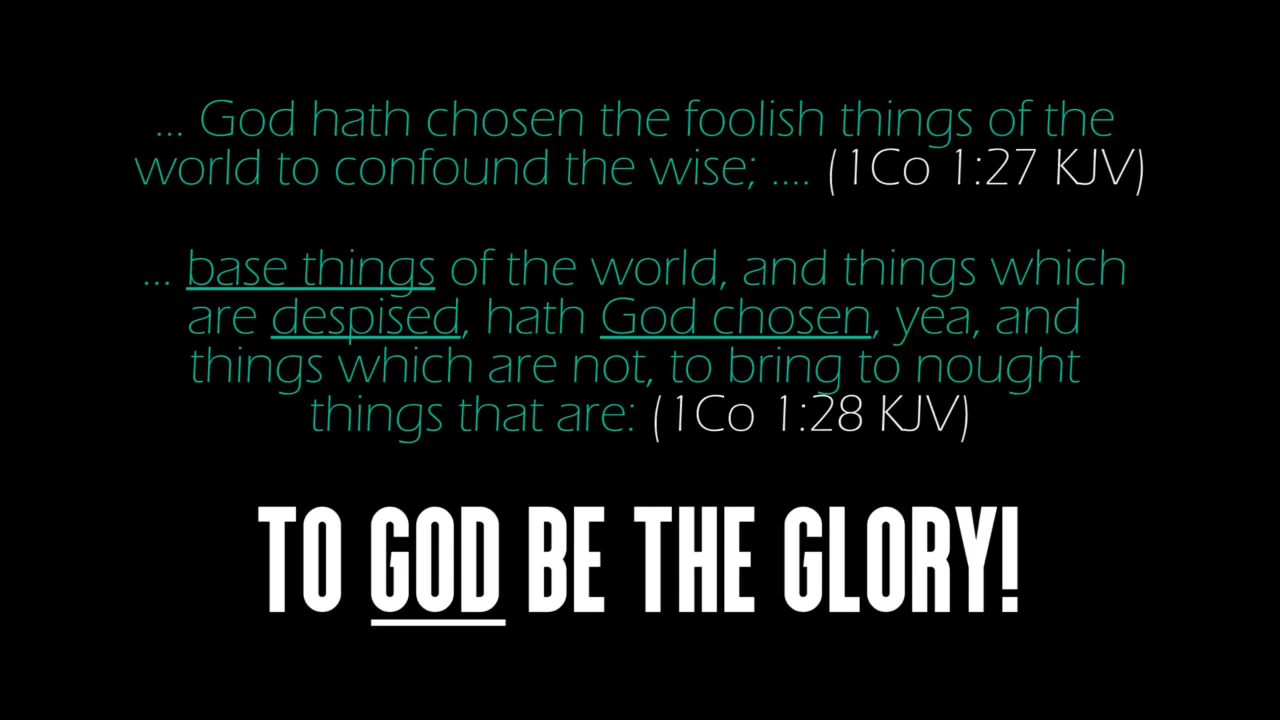 ... God hath chosen the foolish things of the
world to confound the wise; .... (1Co 1:27 KJV)
... base things of the world, and things which
are despised, hath God chosen, yea, and
things which are not, to bring to nought
things that are: (1Co 1:28 KJV)
TO GOD BE THE GLORY!